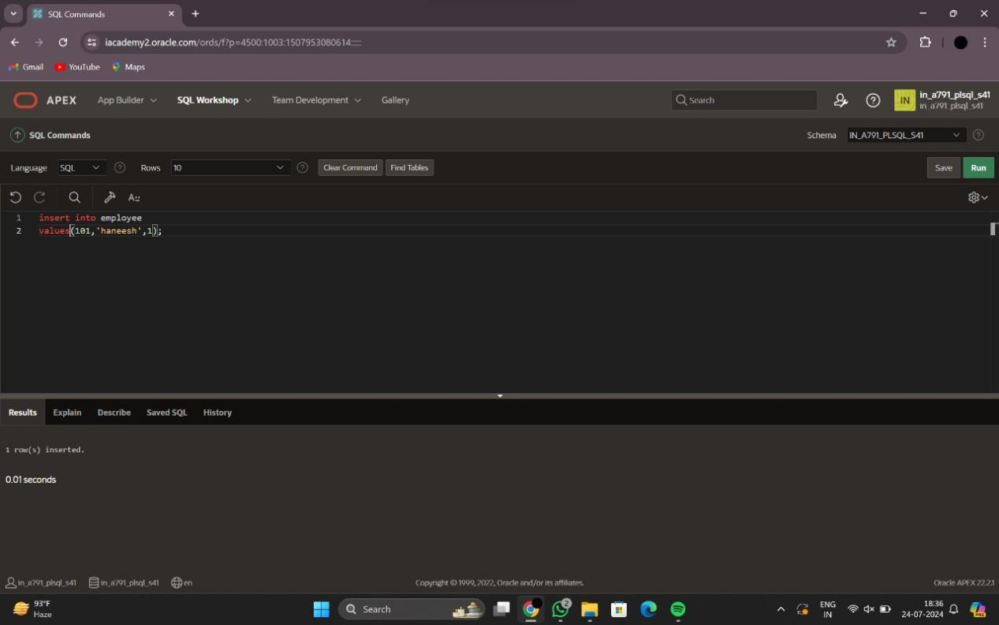 SQL Commands
iacademy2.oracle.com/ords/f?p=4500:1003:1507953080614:::::
Gmail YouTube Maps
APEX App Builder SQL Workshop Team Development Gallery Search IN in_a791_plsql_s41
in_a791_plsql_s41
SQL Commands Schema IN_A791_PLSQL_S41
Language SQL Rows 10 Clear Command Find Tables Save Run
A::
1 insert into employee
2 values(101,'haneesh',1);
Results Explain Describe Saved SQL History
1 row(s) inserted.
0.01 seconds
in_a791_plsql_s41 in_a791_plsql_s41 en Copyright © 1999, 2022, Oracle and/or its affiliates. Oracle APEX 22.2.1
93°F
Haze
Search
2
ENG
IN
18:36
24-07-2024
PRE